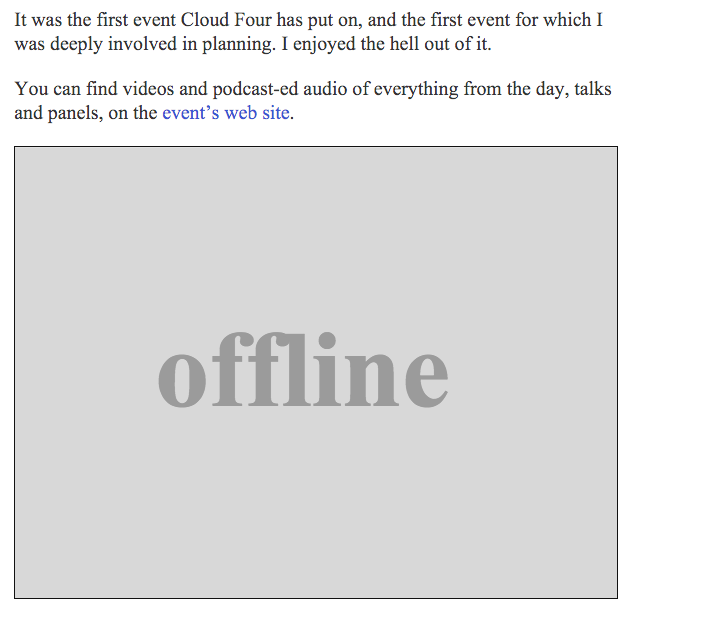 It was the first event Cloud Four has put on, and the first event for which I
was deeply involved in planning. I enjoyed the hell out of it.
You can find videos and podcast-ed audio of everything from the day, talks
and panels, on the event’s web site.
offline